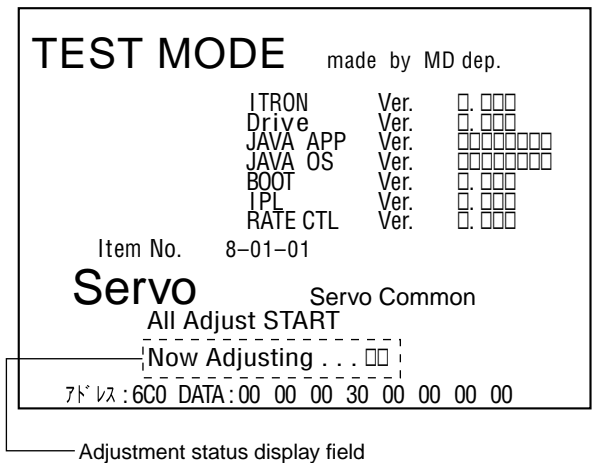 TEST MODE made by MD dep.
ITRON Ver. □. □□□
Drive Ver. □. □□□
JAVA APP Ver. □□□□□□□□
JAVA OS Ver. □□□□□□□□
BOOT Ver. □. □□□
IPL Ver. □. □□□
RATE CTL Ver. □. □□□
Item No. 8–01–01
Servo Servo Common
All Adjust START
Now Adjusting . . . □□
ｱﾄﾞﾚｽ : 6C0 DATA : 00 00 00 30 00 00 00 00
Adjustment status display field